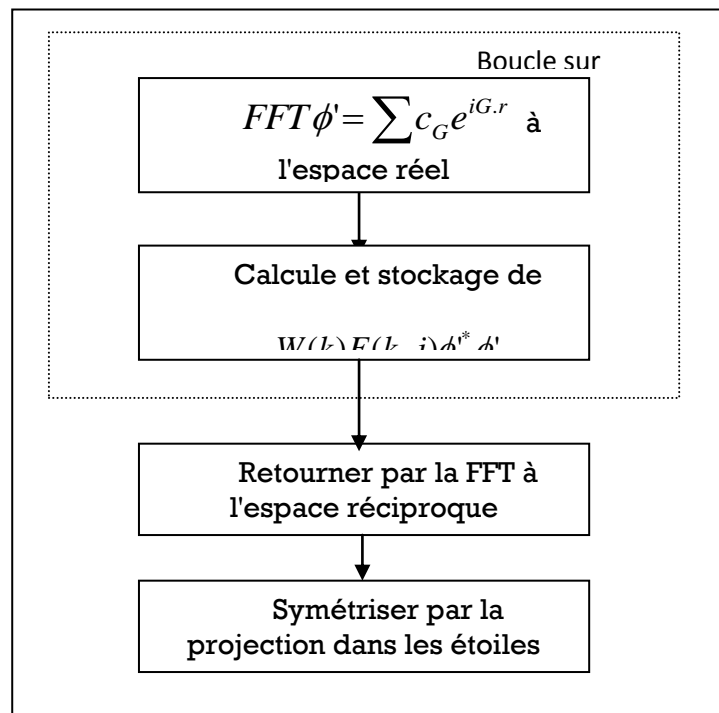 Boucle sur
FFT ϕ' = ∑ c_G e^{iG.r} à
l'espace réel
Calcule et stockage de
W(k) F(k, j) ϕ'* ϕ'
Retourner par la FFT à
l'espace réciproque
Symétriser par la
projection dans les étoiles